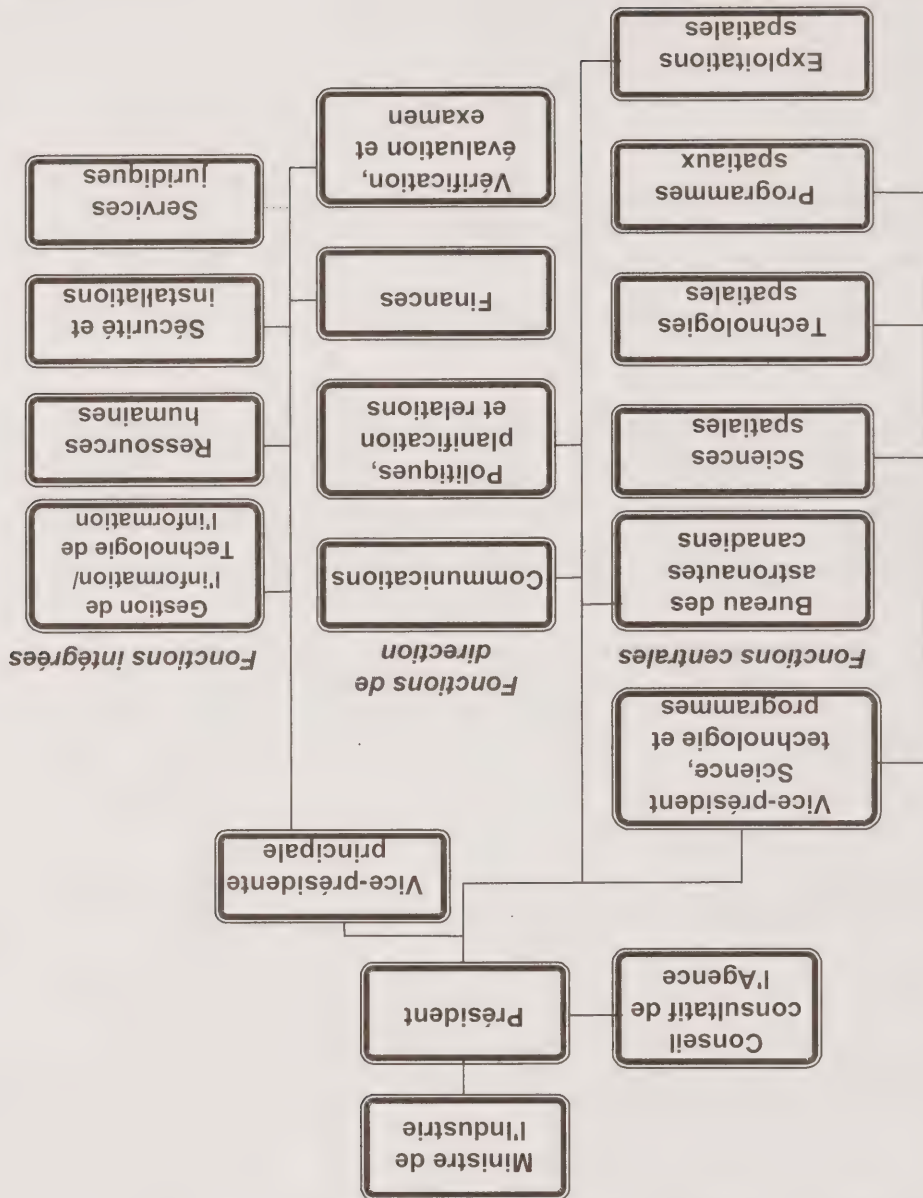 Ministre de
l'Industrie
Président
Conseil
consultatif de
l'Agence
Vice-présidente
principale
Vice-président
Science,
technologie et
programmes
Fonctions centrales
Bureau des
astronautes
canadiens
Sciences
spatiales
Technologies
spatiales
Programmes
spatiaux
Exploitations
spatiales
Fonctions de
direction
Communications
Politiques,
planification
et relations
Finances
Vérification,
évaluation et
examen
Fonctions intégrées
Gestion de
l'information/
Technologie de
l'information
Ressources
humaines
Sécurité et
installations
Services
juridiques